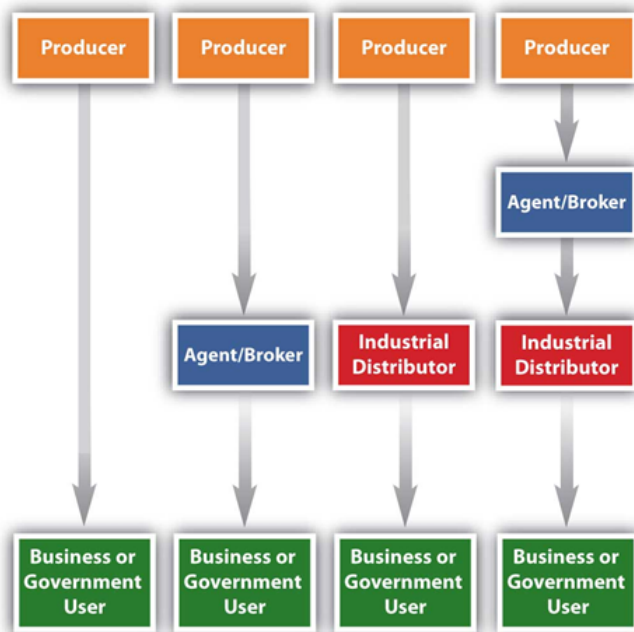 Producer
Producer
Producer
Producer
Agent/Broker
Agent/Broker
Industrial
Distributor
Industrial
Distributor
Business or
Government
User
Business or
Government
User
Business or
Government
User
Business or
Government
User